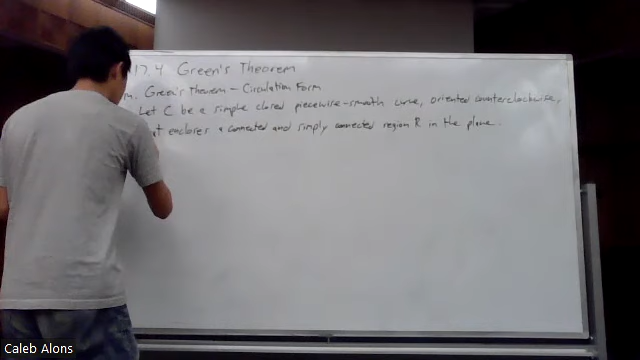 17.4 Green's Theorem
m. Green's Theorem - Circulation Form
Let C be a simple closed piecewise-smooth curve, oriented counterclockwise,
at encloses a connected and simply connected region R in the plane.
Caleb Alons